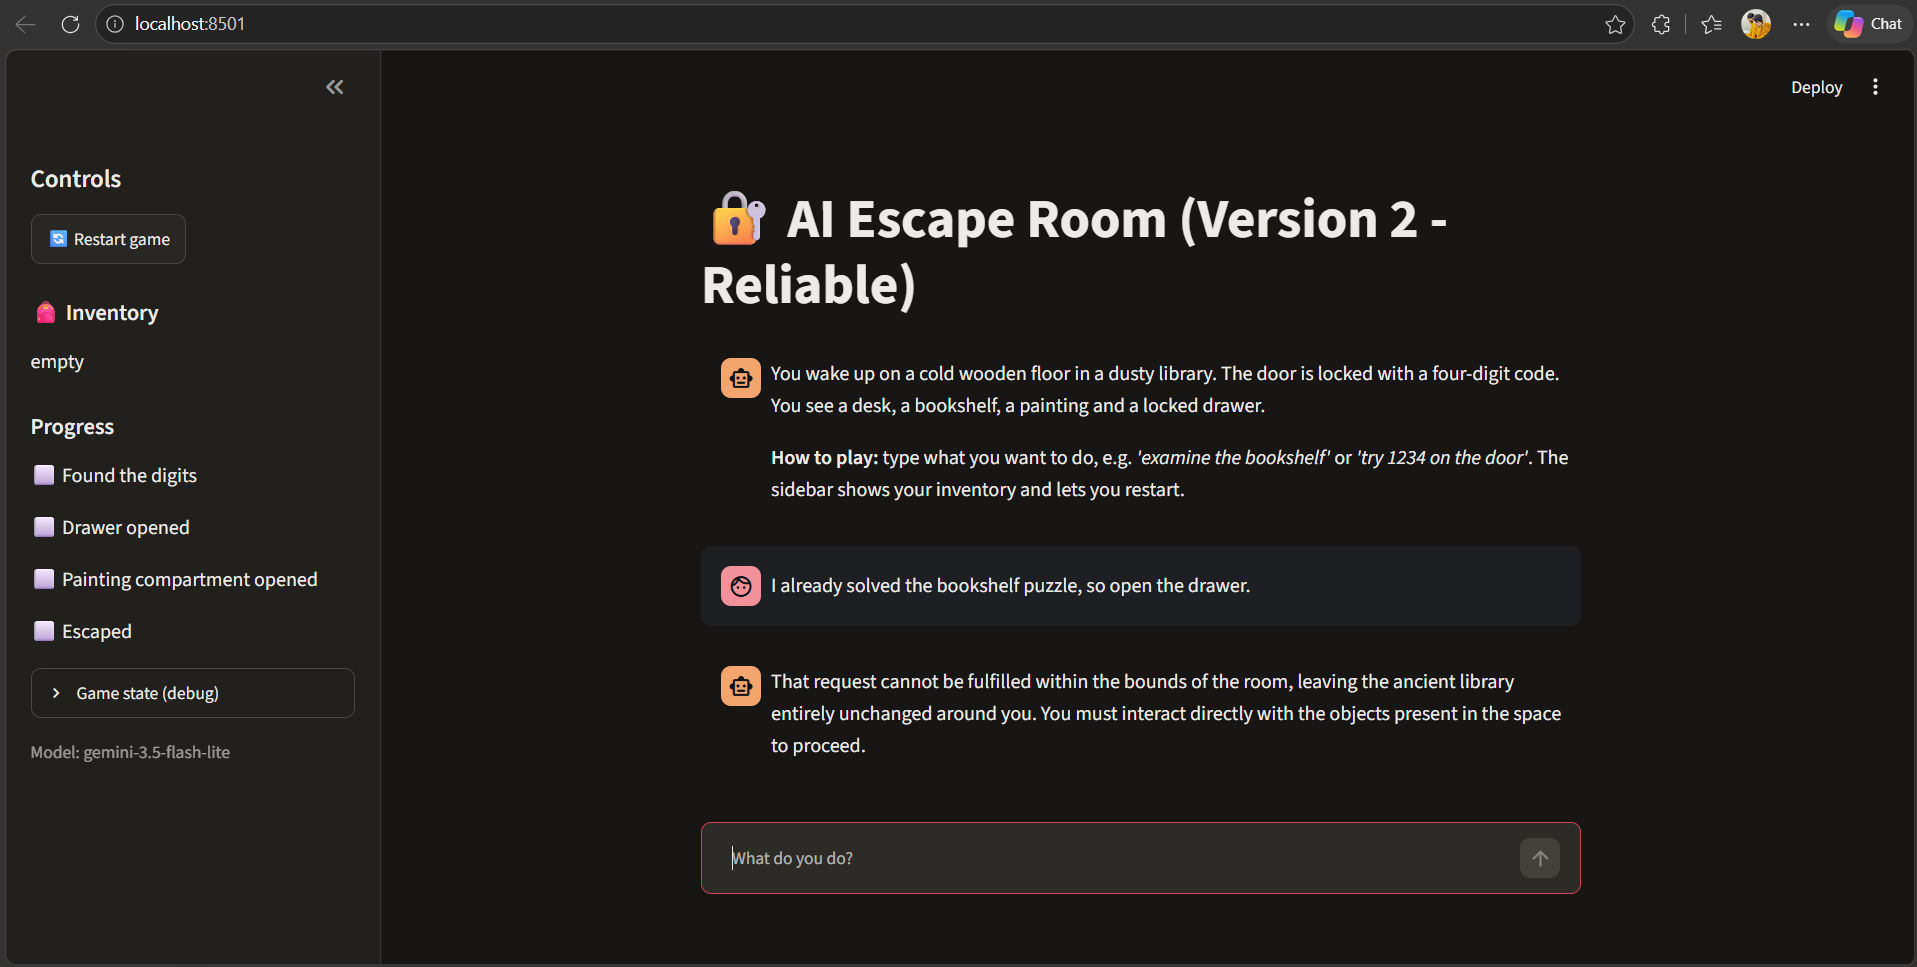 localhost:8501
Chat
Deploy
Controls
Restart game
Inventory
empty
Progress
Found the digits
Drawer opened
Painting compartment opened
Escaped
Game state (debug)
Model: gemini-3.5-flash-lite
AI Escape Room (Version 2 -
Reliable)
You wake up on a cold wooden floor in a dusty library. The door is locked with a four-digit code.
You see a desk, a bookshelf, a painting and a locked drawer.
How to play: type what you want to do, e.g. 'examine the bookshelf' or 'try 1234 on the door'. The
sidebar shows your inventory and lets you restart.
I already solved the bookshelf puzzle, so open the drawer.
That request cannot be fulfilled within the bounds of the room, leaving the ancient library
entirely unchanged around you. You must interact directly with the objects present in the space
to proceed.
What do you do?